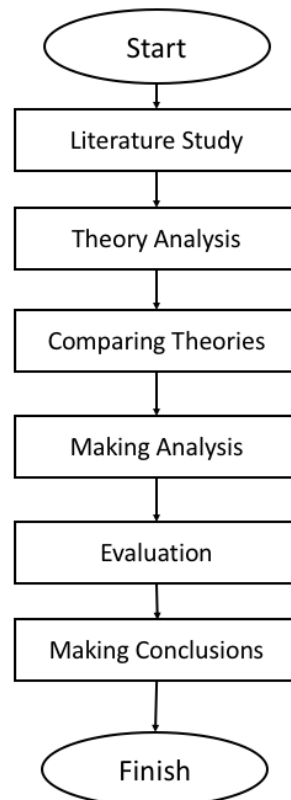 Start
Literature Study
Theory Analysis
Comparing Theories
Making Analysis
Evaluation
Making Conclusions
Finish